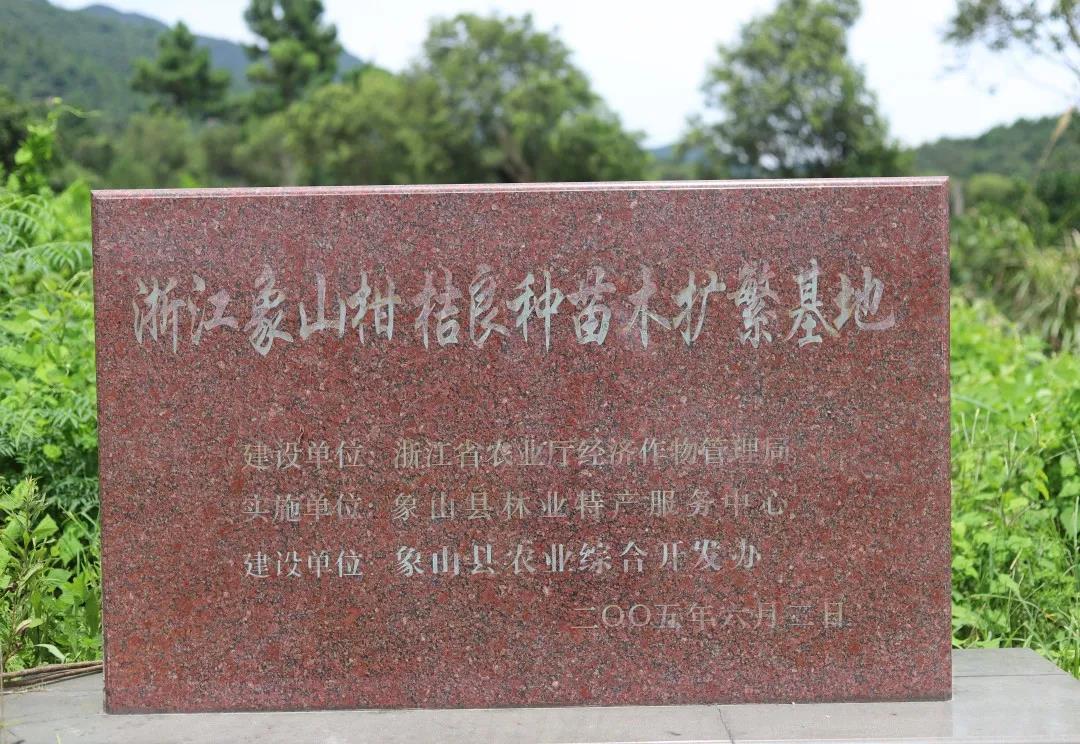 浙江象山柑桔良种苗木扩繁基地
建设单位:浙江省农业厅经济作物管理局
实施单位:象山县林业特产服务中心
建设单位:象山县农业综合开发办
二〇〇五年六月二日